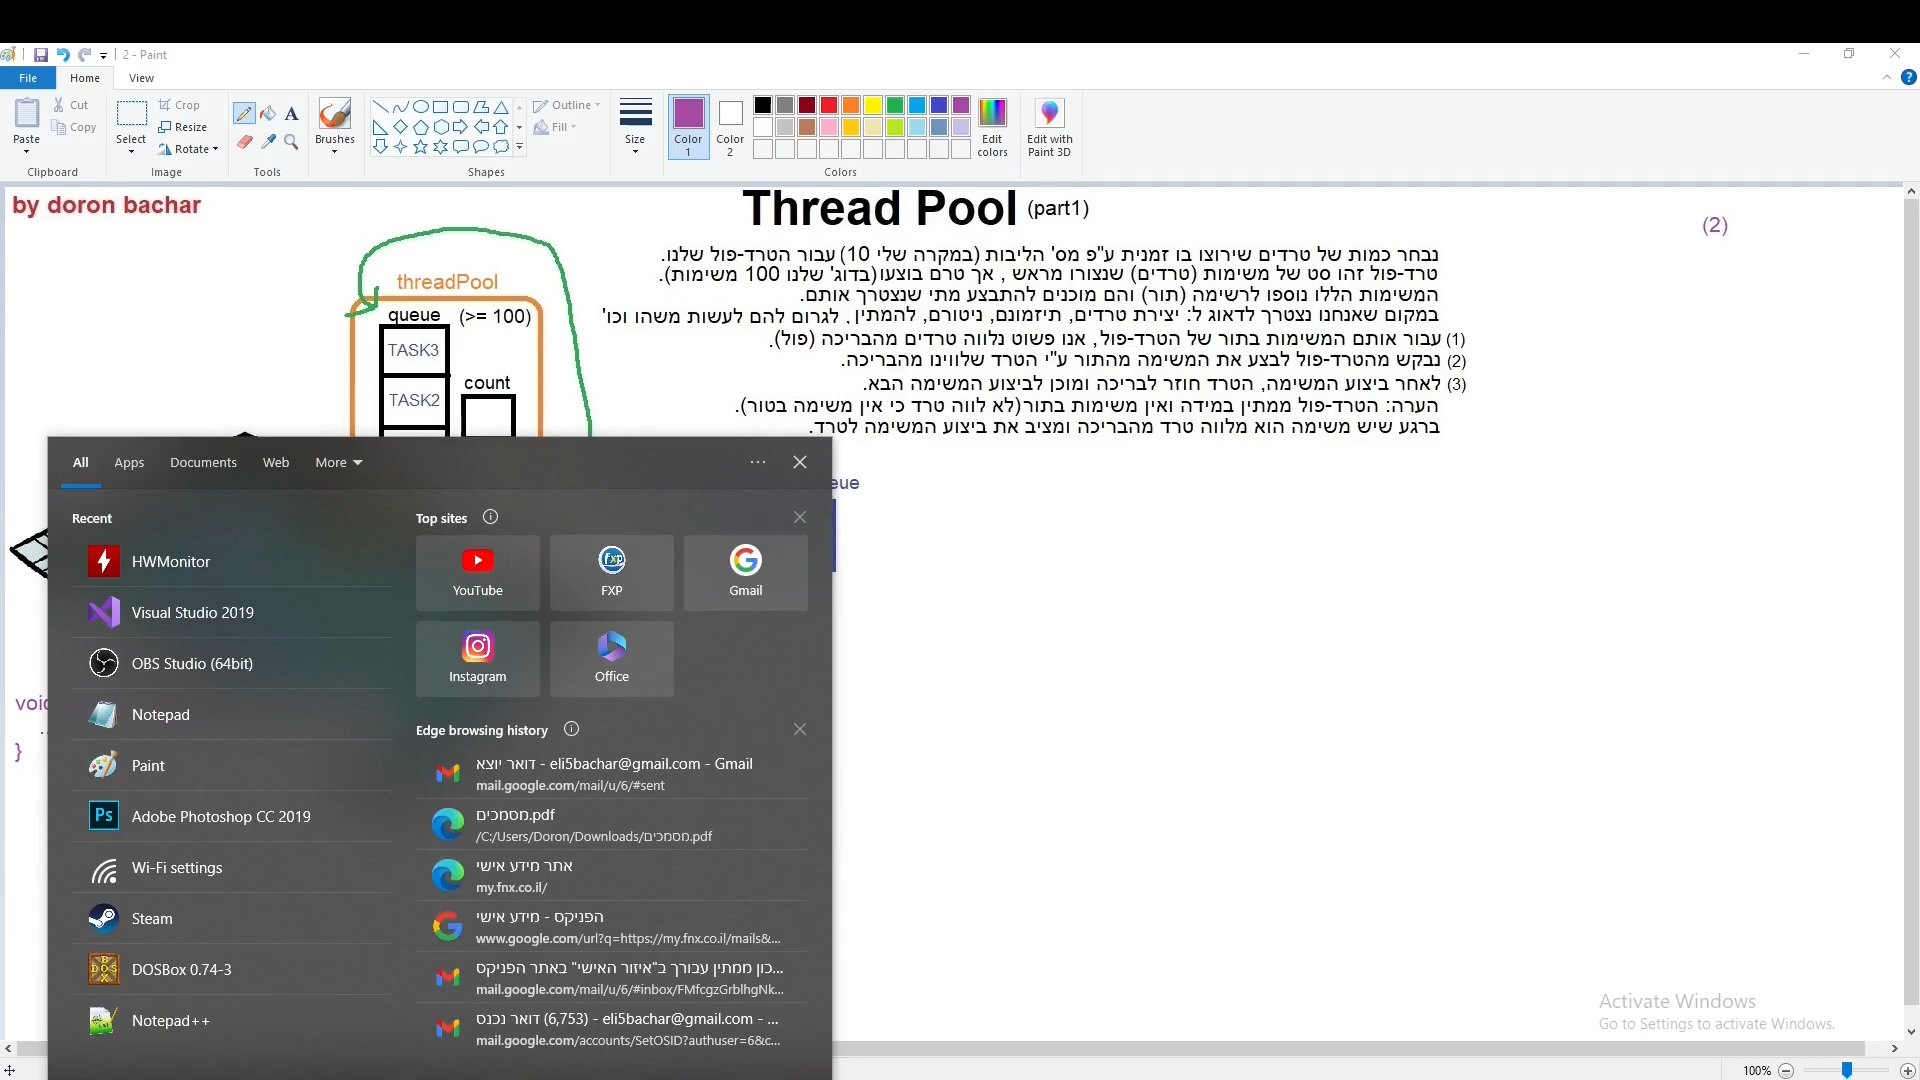 2 - Paint
File
Home
View
Paste
Cut
Copy
Clipboard
Select
Crop
Resize
Rotate
Image
Tools
Brushes
Shapes
Outline
Fill
Size
Color 1
Color 2
Colors
Edit colors
Edit with Paint 3D
by doron bachar
Thread Pool (part1)
(2)
נבחר כמות של טרדים שירוצו בו זמנית ע"פ מס' הליבות (במקרה שלי 10) עבור הטרד-פול שלנו.
טרד-פול זהו סט של משימות (טרדים) שנצורו מראש , אך טרם בוצעו(בדוג' שלנו 100 משימות).
המשימות הללו נוספו לרשימה (תור) והם מוכנים להתבצע מתי שנצטרך אותם.
במקום שאנחנו נצטרך לדאוג ל: יצירת טרדים, תיזמונם, ניטורם, להמתין, לגרום להם לעשות משהו וכו'
(1) עבור אותם המשימות בתור של הטרד-פול, אנו פשוט נלווה טרדים מהבריכה (פול).
(2) נבקש מהטרד-פול לבצע את המשימה מהתור ע"י הטרד שלווינו מהבריכה.
(3) לאחר ביצוע המשימה, הטרד חוזר לבריכה ומוכן לביצוע המשימה הבא.
הערה: הטרד-פול ממתין במידה ואין משימות בתור(לא לווה טרד כי אין משימה בטור).
ברגע שיש משימה הוא מלווה טרד מהבריכה ומציב את ביצוע המשימה לטרד.
threadPool
queue (>= 100)
TASK3
count
TASK2
eue
voi
..
}
All
Apps
Documents
Web
More
Recent
HWMonitor
Visual Studio 2019
OBS Studio (64bit)
Notepad
Paint
Adobe Photoshop CC 2019
Wi-Fi settings
Steam
DOSBox 0.74-3
Notepad++
Top sites
YouTube
FXP
Gmail
Instagram
Office
Edge browsing history
דואר יוצא - eli5bachar@gmail.com - Gmail
mail.google.com/mail/u/6/#sent
מסמכים.pdf
/C:/Users/Doron/Downloads/מסמכים.pdf
אתר מידע אישי
my.fnx.co.il/
הפניקס - מידע אישי
www.google.com/url?q=https://my.fnx.co.il/mails&...
כון ממתין עבורך ב"איזור האישי" באתר הפניקס...
mail.google.com/mail/u/6/#inbox/FMfcgzGrblhgNk...
דואר נכנס (6,753) - eli5bachar@gmail.com - ...
mail.google.com/accounts/SetOSID?authuser=6&c...
Activate Windows
Go to Settings to activate Windows.
100%